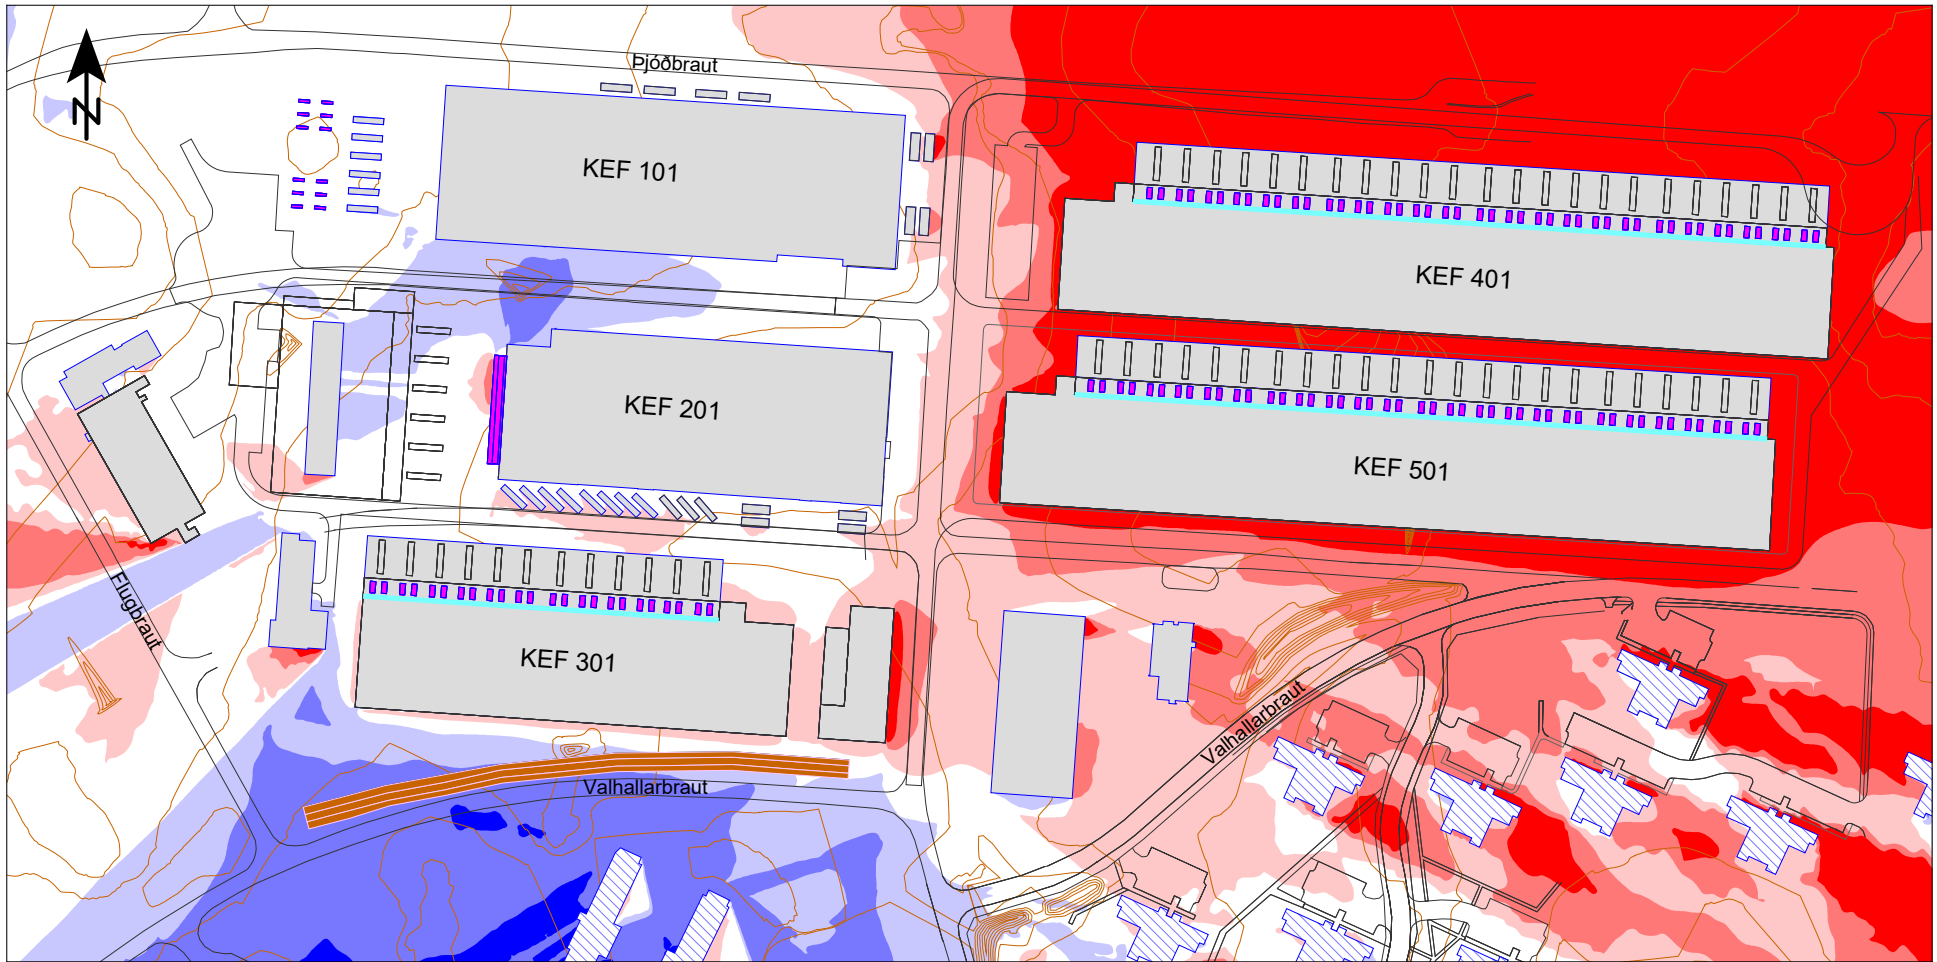 Þjóðbraut
N
KEF 101
KEF 401
KEF 201
KEF 501
Flugbraut
KEF 301
Valhallarbraut
Valhallarbraut